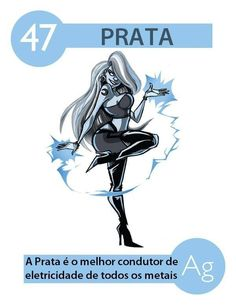 47 PRATA
A Prata é o melhor condutor de
eletricidade de todos os metais
Ag